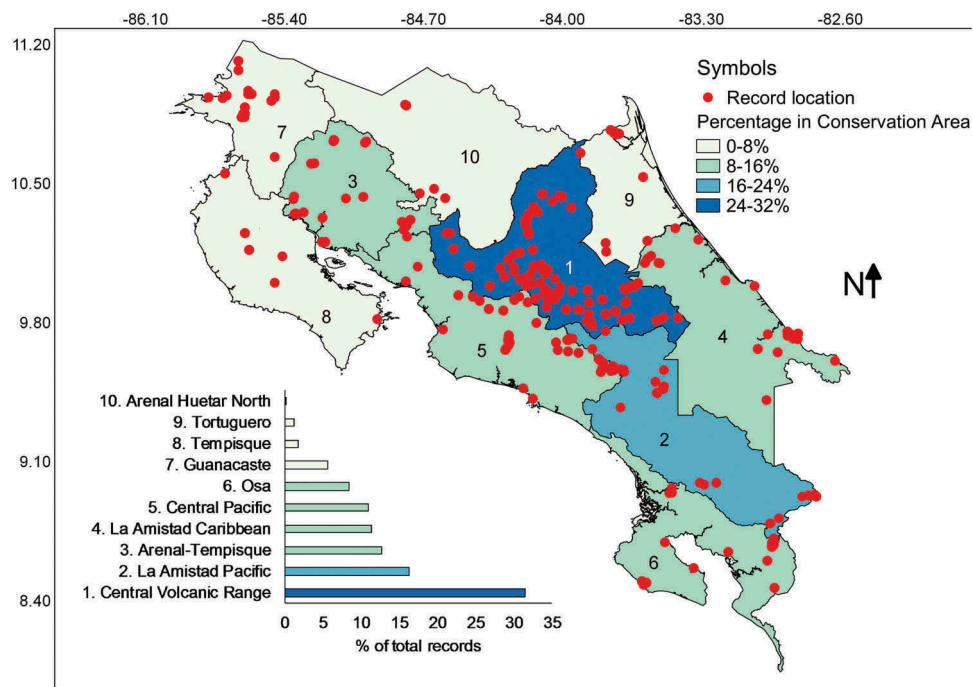 -86.10 -85.40 -84.70 -84.00 -83.30 -82.60
11.20
10.50
9.80
9.10
8.40
Symbols
Record location
Percentage in Conservation Area
0-8%
8-16%
16-24%
24-32%
N
7
10
3
9
1
8
5
4
2
6
10. Arenal Huetar North
9. Tortuguero
8. Tempisque
7. Guanacaste
6. Osa
5. Central Pacific
4. La Amistad Caribbean
3. Arenal-Tempisque
2. La Amistad Pacific
1. Central Volcanic Range
0 5 10 15 20 25 30 35
% of total records